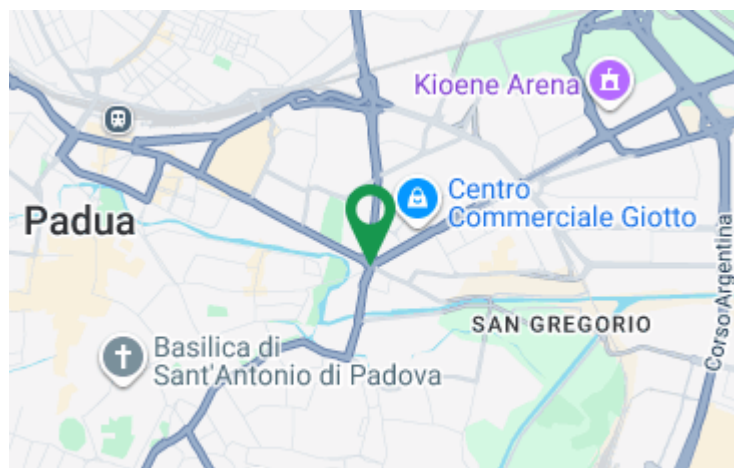 Kioene Arena
Centro
Commerciale Giotto
Padua
Corso Argentina
SAN GREGORIO
Basilica di
Sant'Antonio di Padova